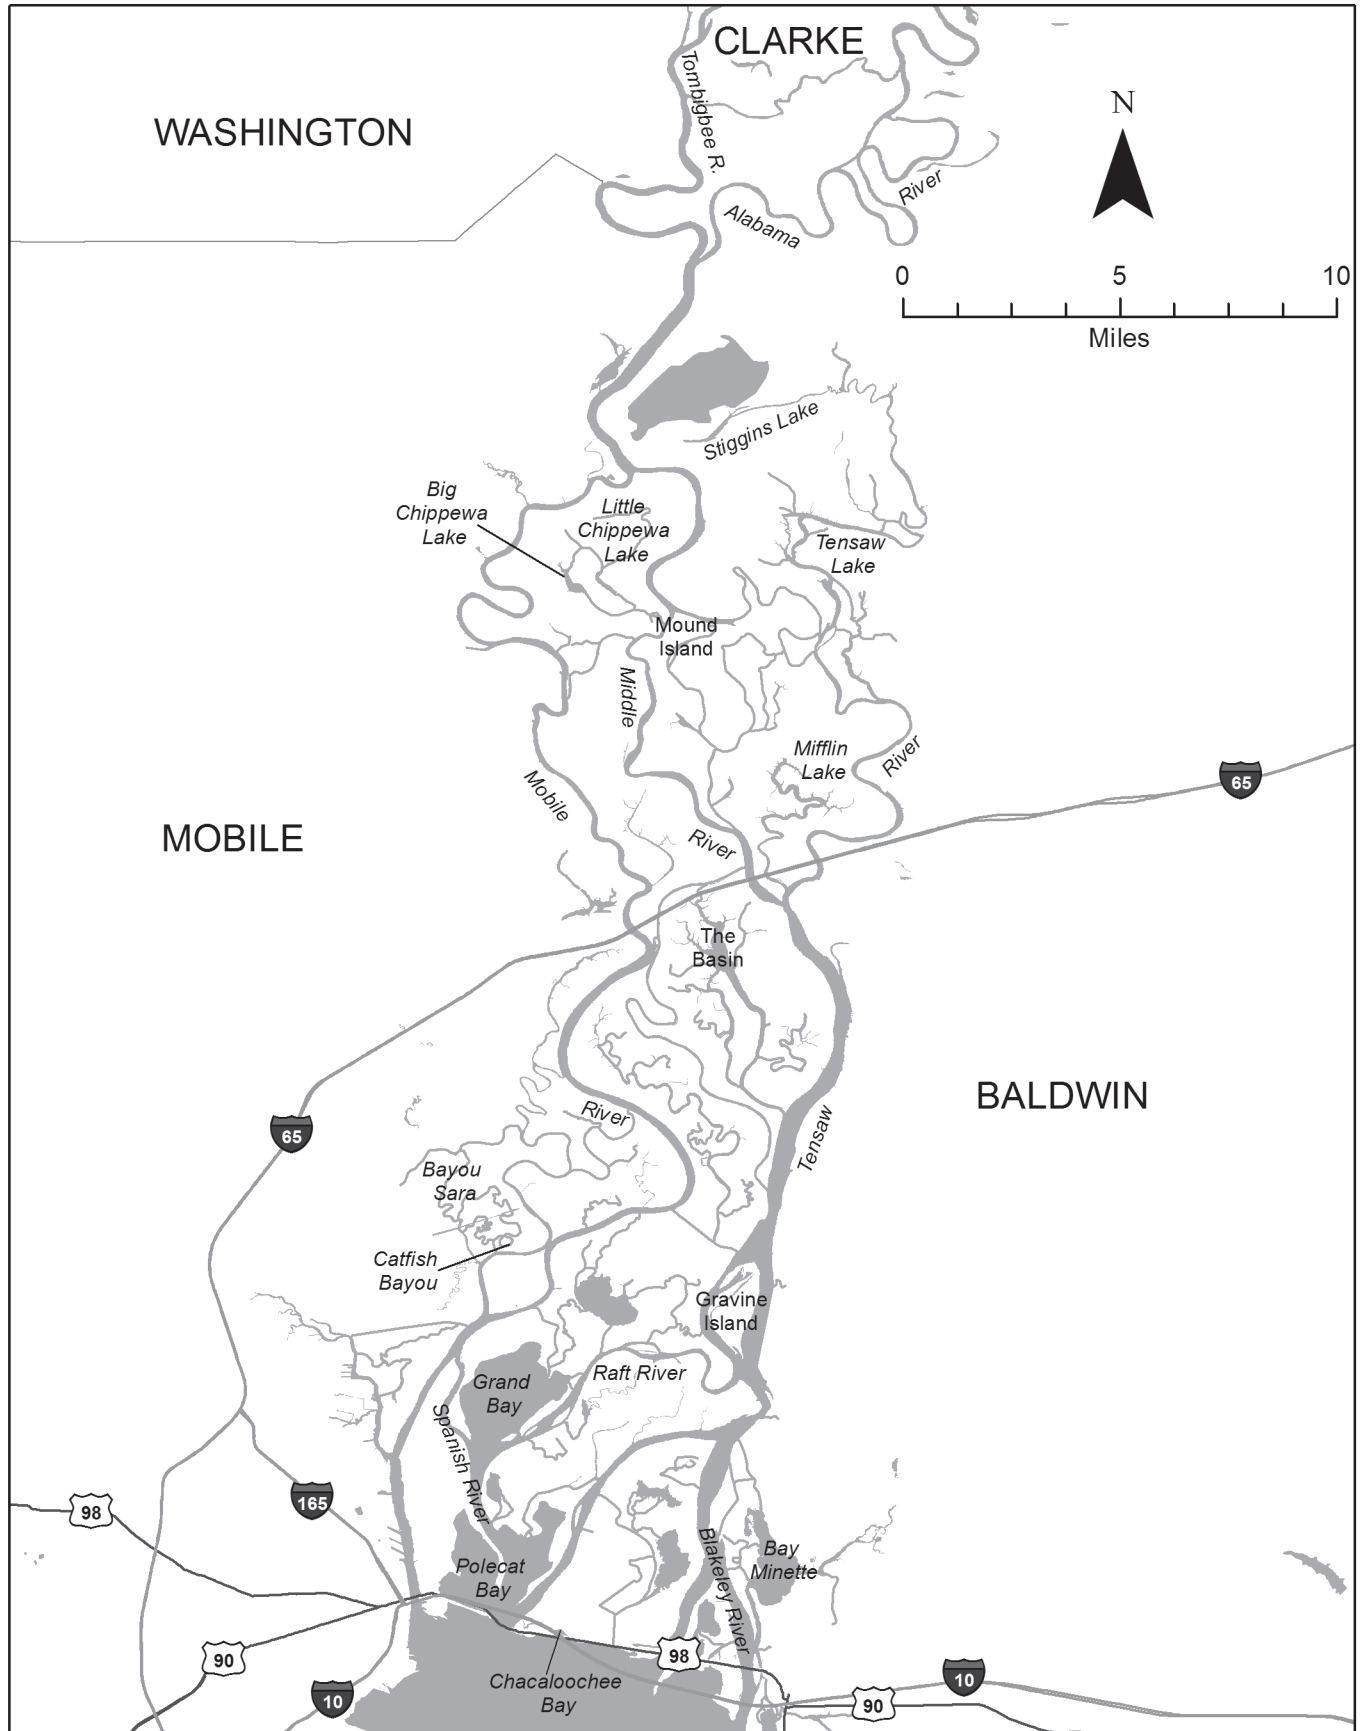 CLARKE
Tombigbee R.
WASHINGTON
N
River
Alabama
0 5 10
Miles
Stiggins Lake
Big
Chippewa
Lake
Little
Chippewa
Lake
Tensaw
Lake
Mound
Island
Middle
Mifflin
Lake
River
65
Mobile
MOBILE
River
The
Basin
BALDWIN
65
River
Tensaw
Bayou
Sara
Catfish
Bayou
Gravine
Island
Raft River
Grand
Bay
Spanish River
165
98
Blakeley River
Bay
Minette
Polecat
Bay
90
98
Chacaloochee
Bay
10
10
90